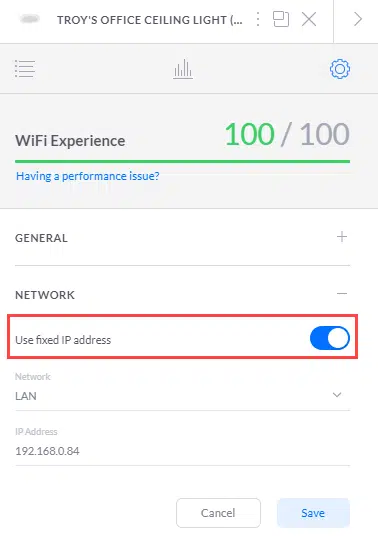 TROY'S OFFICE CEILING LIGHT (...
WiFi Experience 100 / 100
Having a performance issue?
GENERAL
NETWORK
Use fixed IP address
Network
LAN
IP Address
192.168.0.84
Cancel Save